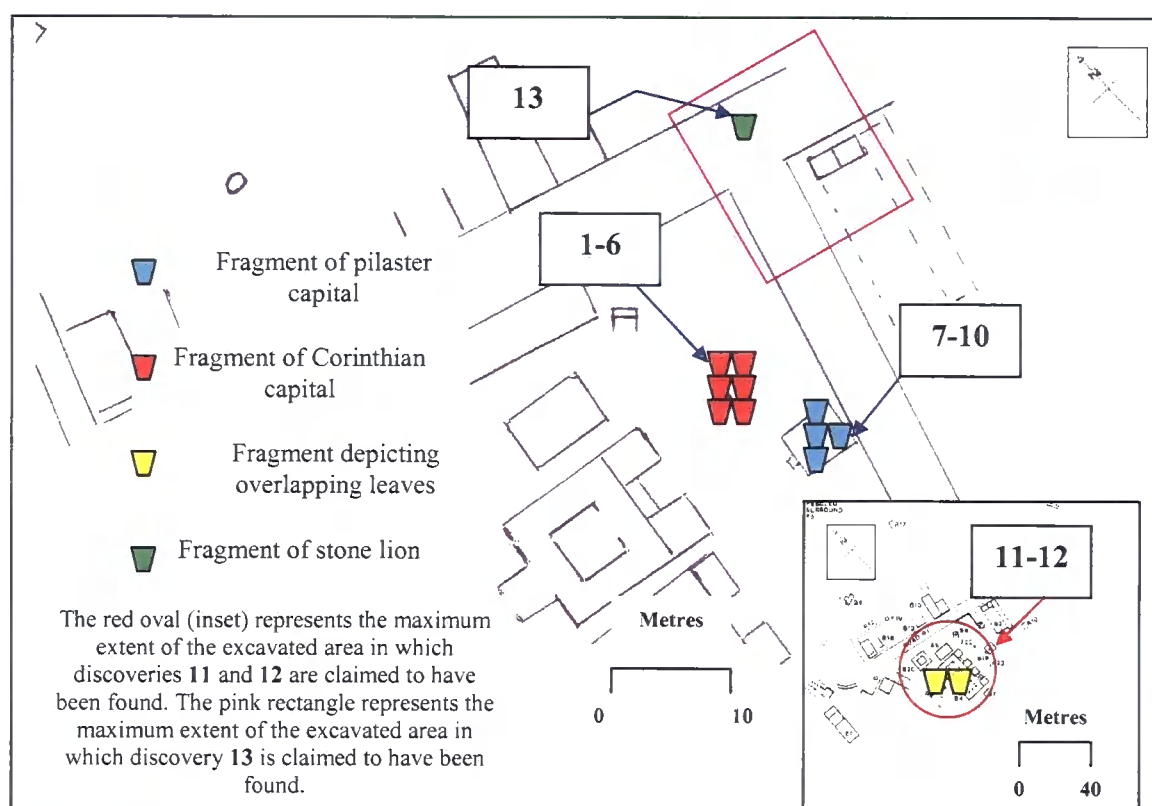 13
1-6
Fragment of pilaster
capital
7-10
Fragment of Corinthian
capital
Fragment depicting
overlapping leaves
Fragment of stone lion
The red oval (inset) represents the maximum
extent of the excavated area in which
discoveries 11 and 12 are claimed to have
been found. The pink rectangle represents the
maximum extent of the excavated area in
which discovery 13 is claimed to have been
found.
Metres
0 10
11-12
Metres
0 40